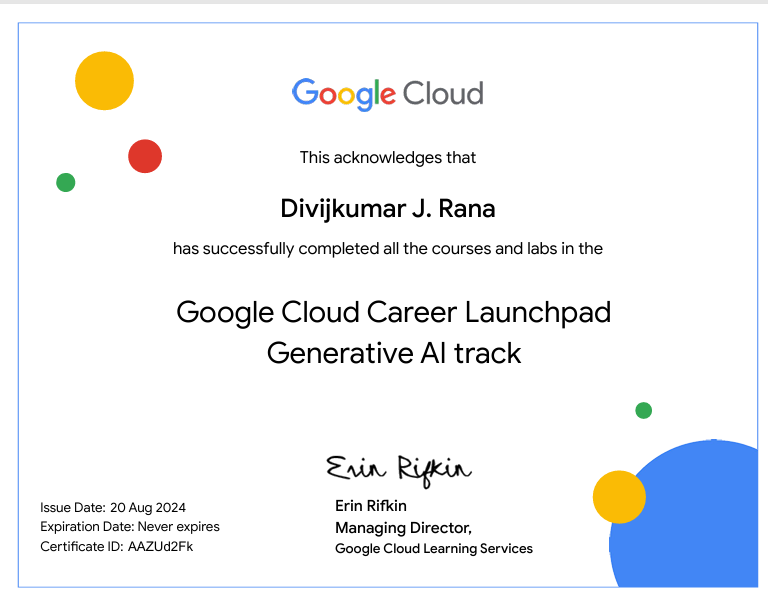 Google Cloud
This acknowledges that
Divijkumar J. Rana
has successfully completed all the courses and labs in the
Google Cloud Career Launchpad
Generative AI track
Erin Rifkin
Issue Date: 20 Aug 2024
Expiration Date: Never expires
Certificate ID: AAZUd2Fk
Erin Rifkin
Managing Director,
Google Cloud Learning Services